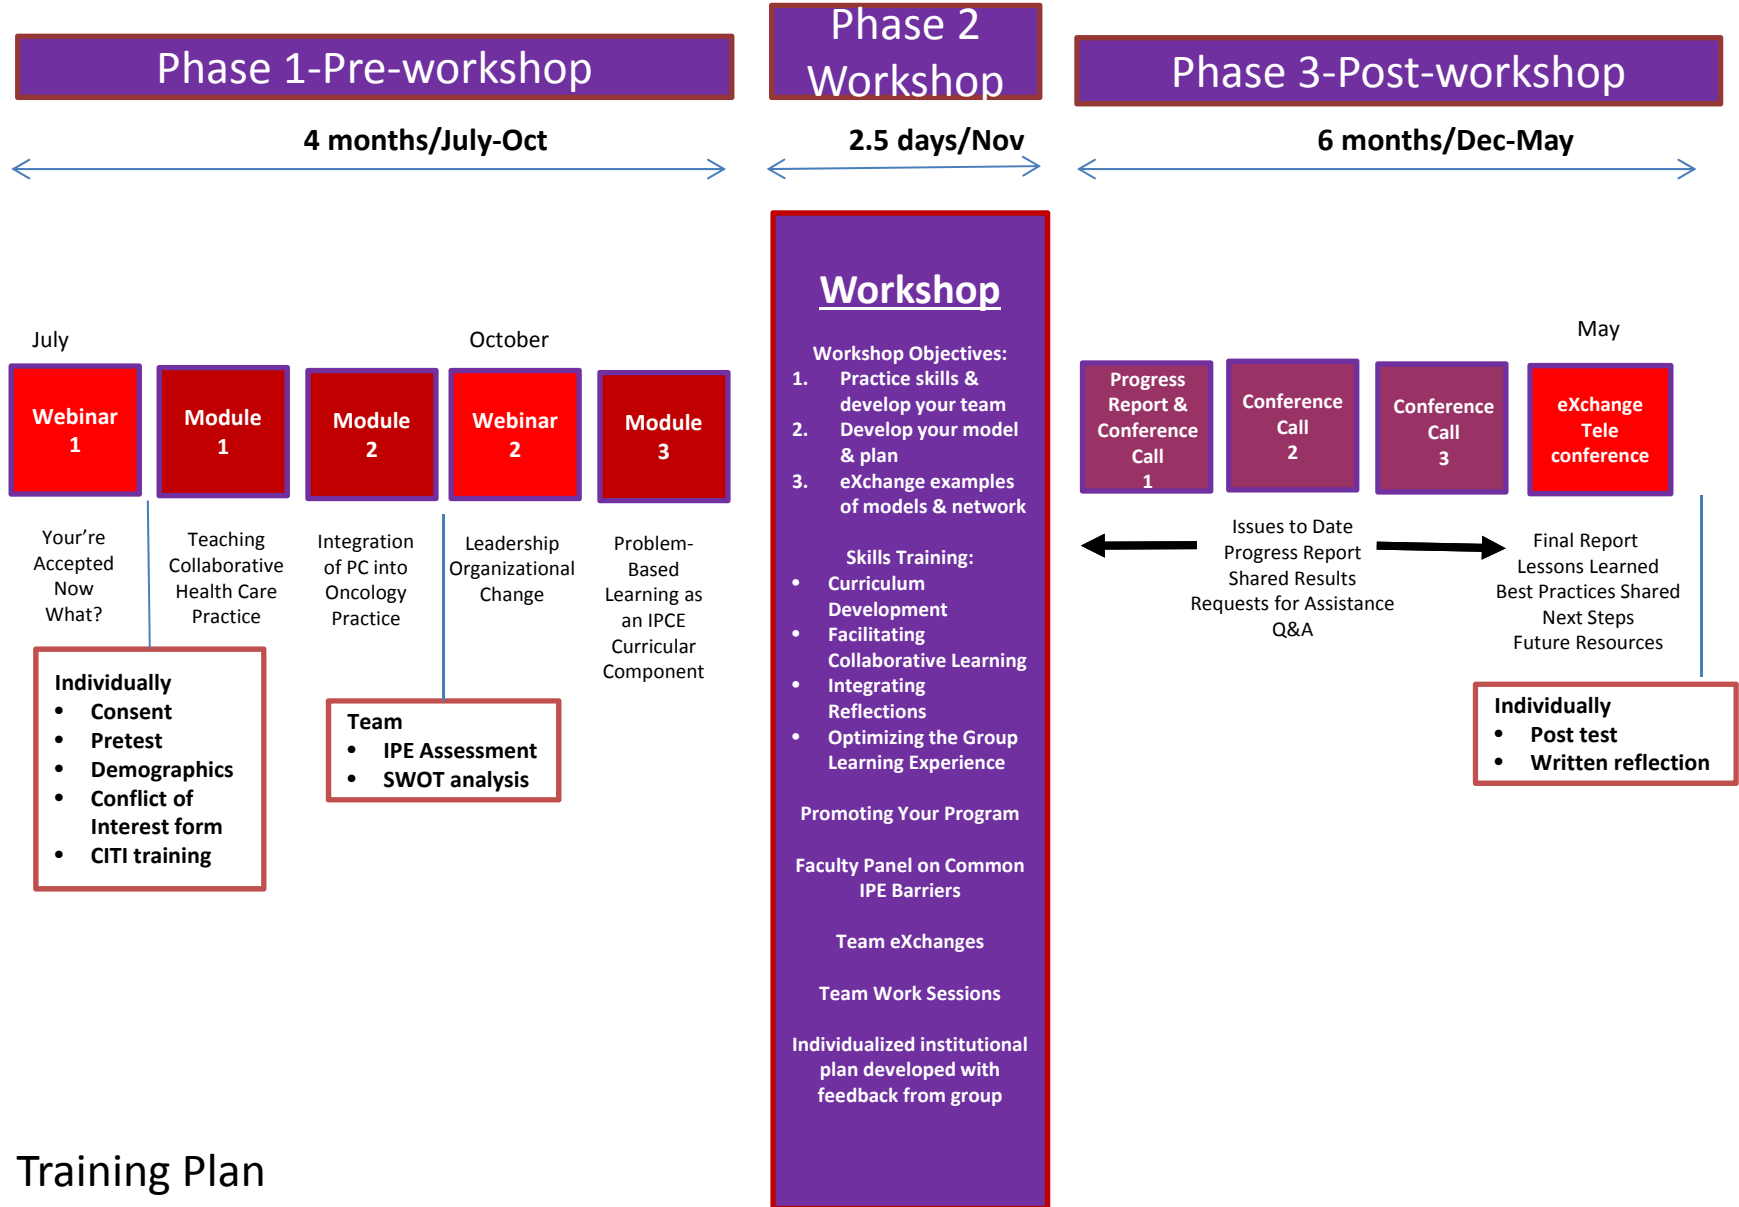 Phase 1-Pre-workshop
4 months/July-Oct
July
October
Webinar
1
Module
1
Module
2
Webinar
2
Module
3
Your’re
Accepted
Now
What?
Teaching
Collaborative
Health Care
Practice
Integration
of PC into
Oncology
Practice
Leadership
Organizational
Change
Problem-
Based
Learning as
an IPCE
Curricular
Component
Individually
• Consent
• Pretest
• Demographics
• Conflict of
Interest form
• CITI training
Team
• IPE Assessment
• SWOT analysis
Phase 2
Workshop
2.5 days/Nov
Workshop
Workshop Objectives:
1. Practice skills &
develop your team
2. Develop your model
& plan
3. eXchange examples
of models & network
Skills Training:
• Curriculum
Development
• Facilitating
Collaborative Learning
• Integrating
Reflections
• Optimizing the Group
Learning Experience
Promoting Your Program
Faculty Panel on Common
IPE Barriers
Team eXchanges
Team Work Sessions
Individualized institutional
plan developed with
feedback from group
Phase 3-Post-workshop
6 months/Dec-May
May
Progress
Report &
Conference
Call
1
Conference
Call
2
Conference
Call
3
eXchange
Tele
conference
Issues to Date
Progress Report
Shared Results
Requests for Assistance
Q&A
Final Report
Lessons Learned
Best Practices Shared
Next Steps
Future Resources
Individually
• Post test
• Written reflection
Training Plan